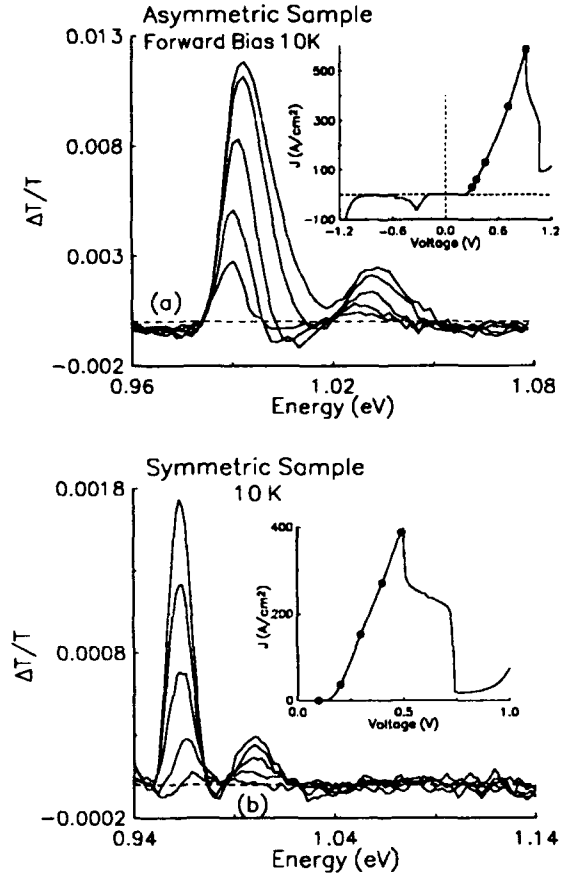 Asymmetric Sample
Forward Bias 10K
0.013
0.008
0.003
-0.002
ΔT/T
(a)
0.96
1.02
1.08
Energy (eV)
600
300
0
-100
J (A/cm²)
-1.2
-0.6
0.0
0.6
1.2
Voltage (V)
Symmetric Sample
10 K
0.0018
0.0008
-0.0002
ΔT/T
(b)
0.94
1.04
1.14
Energy (eV)
400
200
0
J (A/cm²)
0.0
0.5
1.0
Voltage (V)